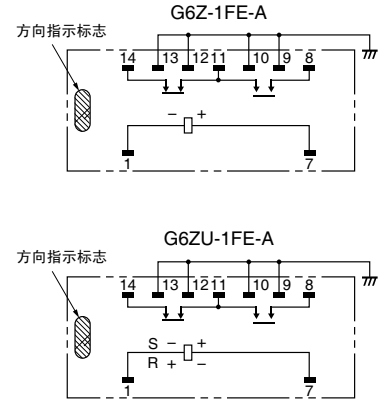 G6Z-1FE-A
方向指示标志
14 13 12 11 10 9 8
− +
1 7
G6ZU-1FE-A
方向指示标志
14 13 12 11 10 9 8
S − +
R + −
1 7